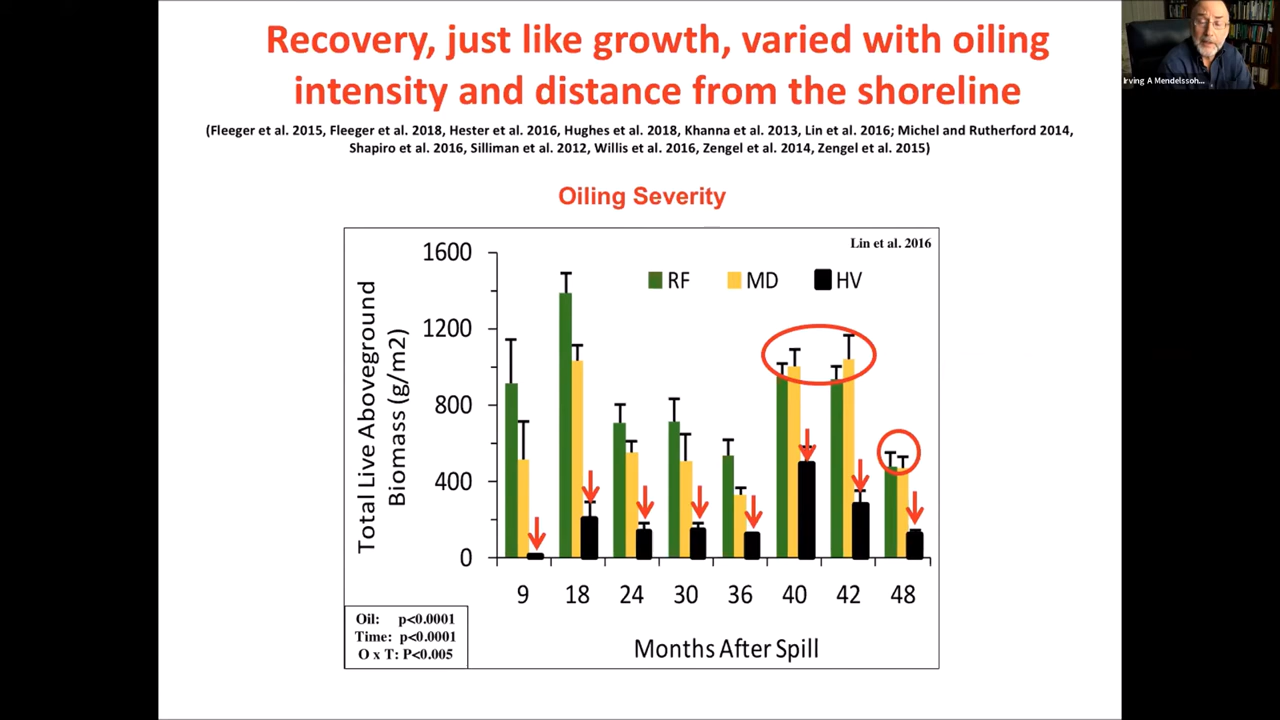 Recovery, just like growth, varied with oiling
intensity and distance from the shoreline
(Fleeger et al. 2015, Fleeger et al. 2018, Hester et al. 2016, Hughes et al. 2018, Khanna et al. 2013, Lin et al. 2016; Michel and Rutherford 2014,
Shapiro et al. 2016, Silliman et al. 2012, Willis et al. 2016, Zengel et al. 2014, Zengel et al. 2015)
Irving A Mendelssoh...
Oiling Severity
Lin et al. 2016
RF MD HV
Total Live Aboveground
Biomass (g/m2)
1600
1200
800
400
0
9 18 24 30 36 40 42 48
Months After Spill
Oil: p<0.0001
Time: p<0.0001
O x T: P<0.005